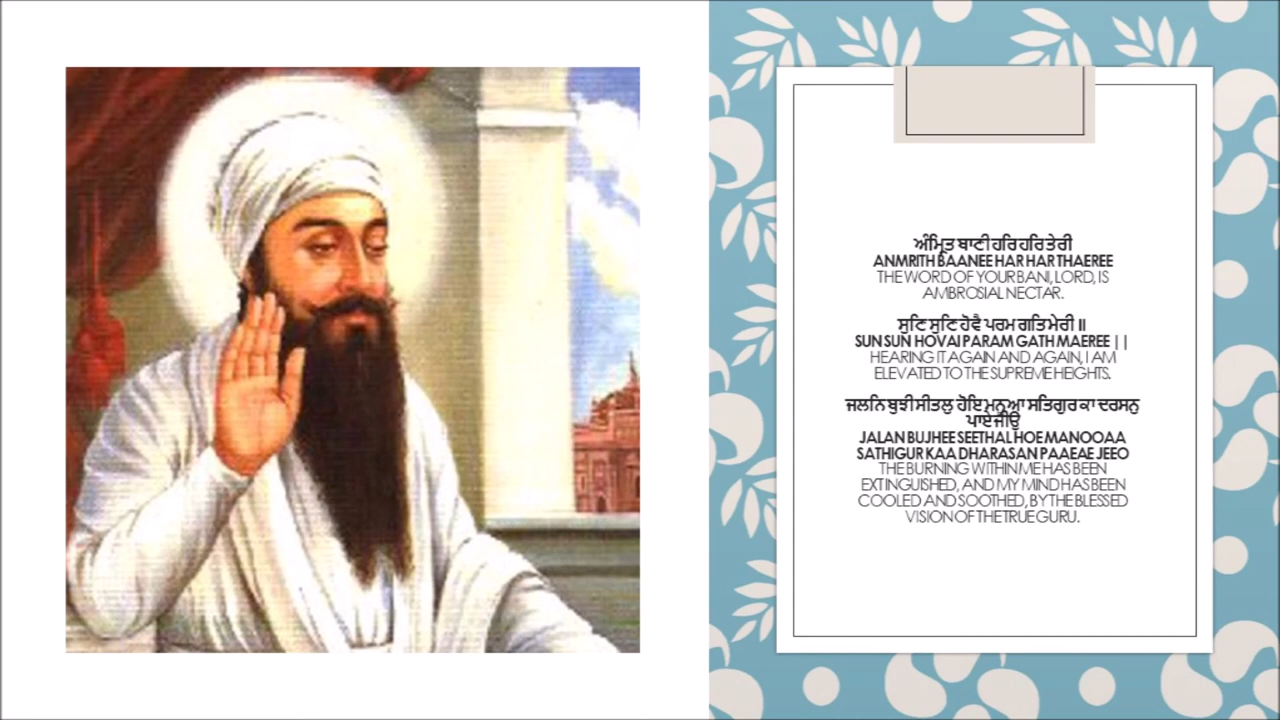 ਅੰਮ੍ਰਿਤ ਬਾਣੀ ਹਰਿ ਹਰਿ ਤੇਰੀ
ANMRITH BAANEE HAR HAR THAEREE
THE WORD OF YOUR BANI, LORD, IS
AMBROSIAL NECTAR.
ਸੁਣਿ ਸੁਣਿ ਹੋਵੈ ਪਰਮ ਗਤਿ ਮੇਰੀ ॥
SUN SUN HOVAI PARAM GATH MAEREE ||
HEARING IT AGAIN AND AGAIN, I AM
ELEVATED TO THE SUPREME HEIGHTS.
ਜਲਨਿ ਬੁਝੀ ਸੀਤਲੁ ਹੋਇ ਮਨੂਆ ਸਤਿਗੁਰ ਕਾ ਦਰਸਨੁ
ਪਾਏ ਜੀਉ
JALAN BUJHEE SEETHAL HOE MANOOAA
SATHIGUR KAA DHARASAN PAAEAE JEEO
THE BURNING WITHIN ME HAS BEEN
EXTINGUISHED, AND MY MIND HAS BEEN
COOLED AND SOOTHED, BY THE BLESSED
VISION OF THE TRUE GURU.